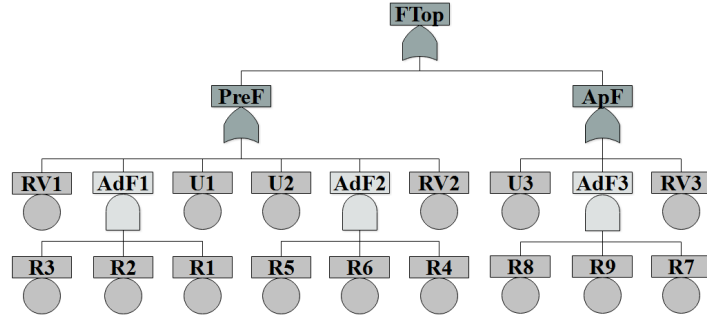 FTop
PreF ApF
RV1 AdF1 U1 U2 AdF2 RV2 U3 AdF3 RV3
R3 R2 R1 R5 R6 R4 R8 R9 R7